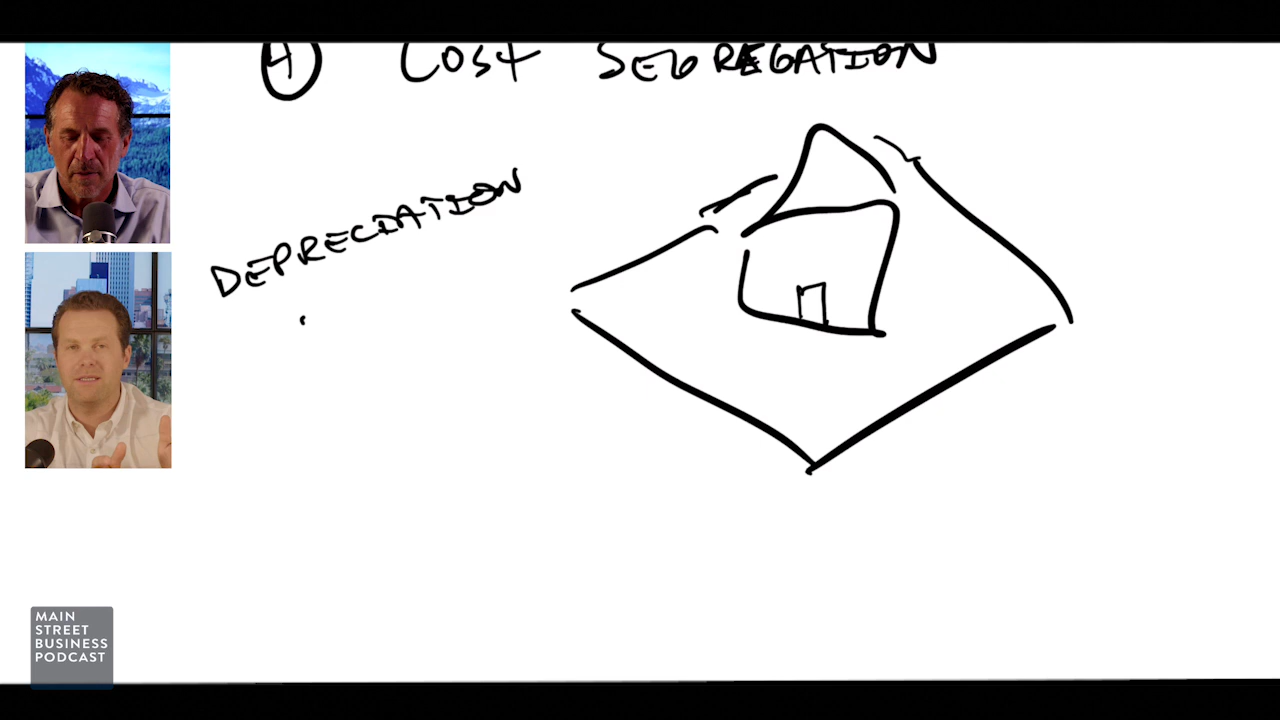 4 COST SEGREGATION
DEPRECIATION
MAIN
STREET
BUSINESS
PODCAST